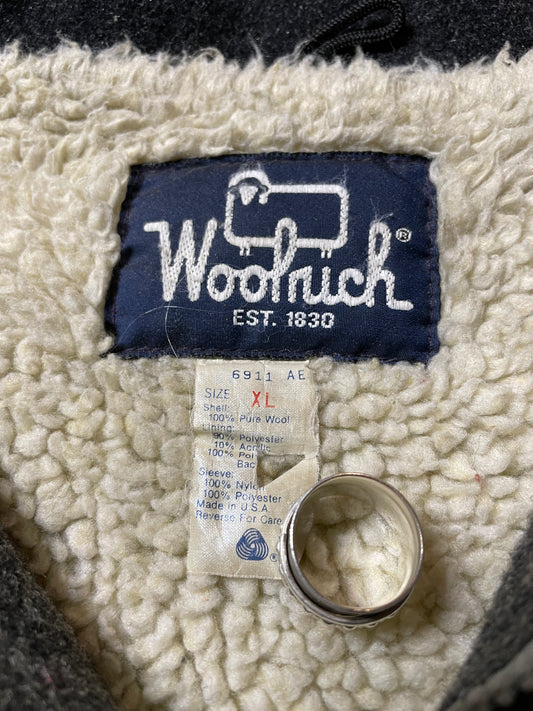 Woolrich®
EST. 1830
6911 AE
SIZE XL
Shell:
100% Pure Wool
Lining:
90% Polyester
10% Acrylic
100% Pol
Bac
Sleeve:
100% Nylon
100% Polyester
Made in U.S.A
Reverse For Care